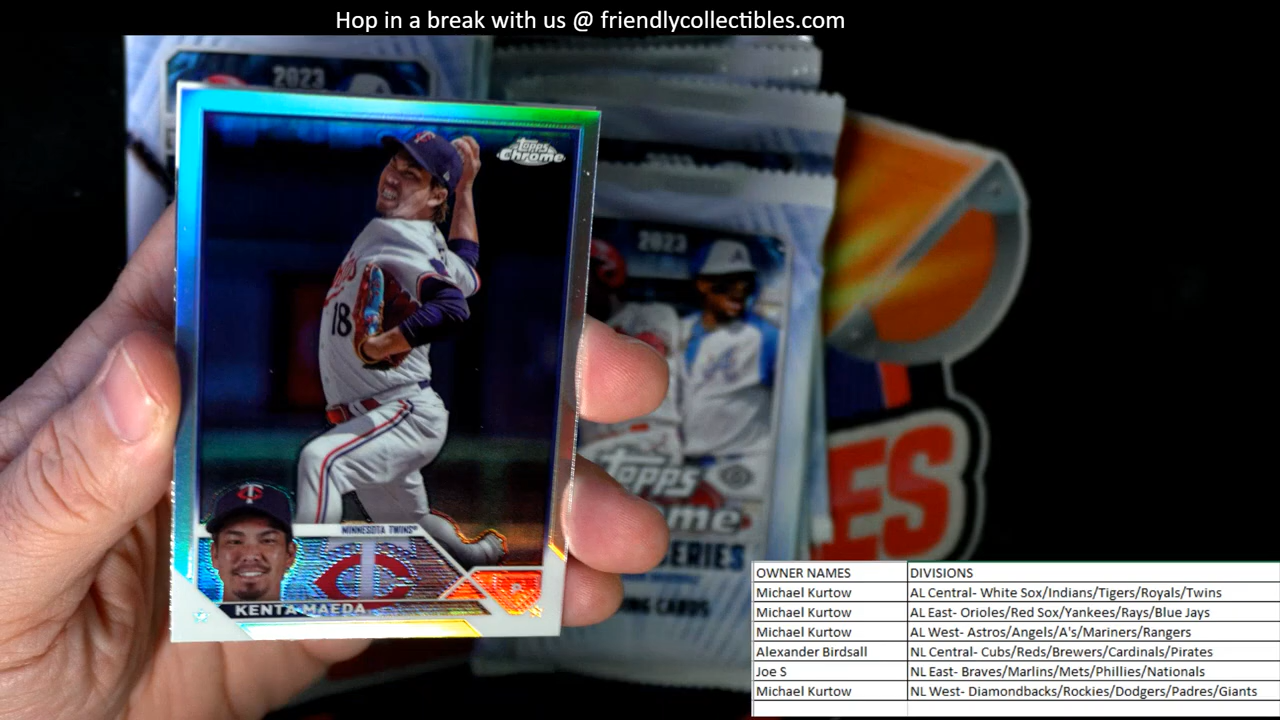 Hop in a break with us @ friendlycollectibles.com
2023
Topps
Chrome
2023
18
MINNESOTA TWINS
KENTA MAEDA
Topps
ome
ERIES
ES
OWNER NAMES DIVISIONS
Michael Kurtow AL Central- White Sox/Indians/Tigers/Royals/Twins
Michael Kurtow AL East- Orioles/Red Sox/Yankees/Rays/Blue Jays
Michael Kurtow AL West- Astros/Angels/A's/Mariners/Rangers
Alexander Birdsall NL Central- Cubs/Reds/Brewers/Cardinals/Pirates
Joe S NL East- Braves/Marlins/Mets/Phillies/Nationals
Michael Kurtow NL West- Diamondbacks/Rockies/Dodgers/Padres/Giants